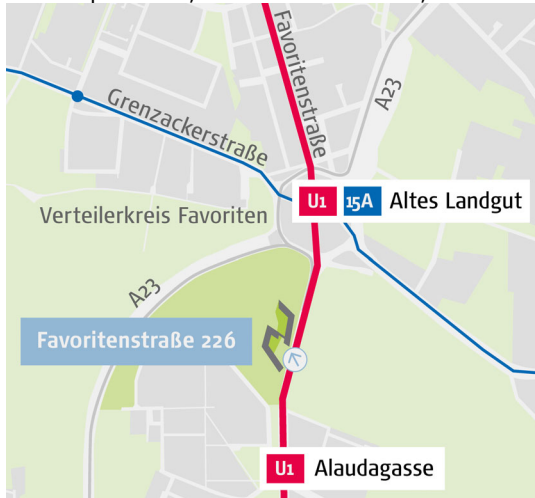 Favoritenstraße
A23
Grenzackerstraße
U1 15A Altes Landgut
Verteilerkreis Favoriten
A23
Favoritenstraße 226
U1 Alaudagasse